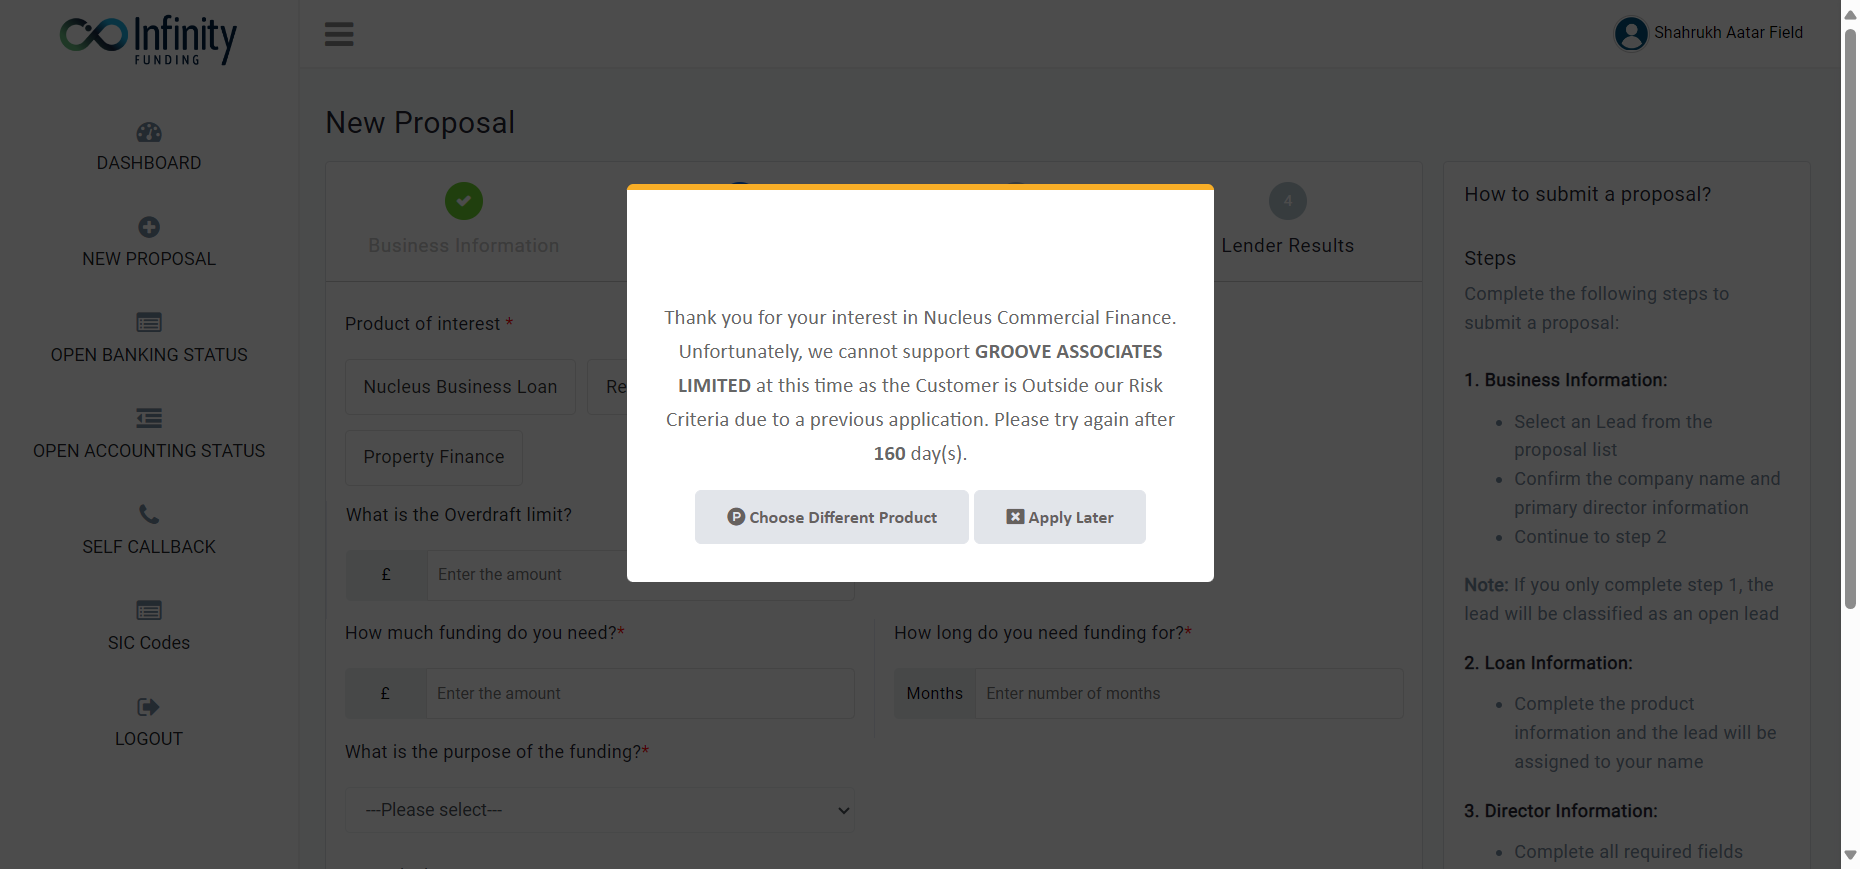 Infinity
FUNDING
Shahrukh Aatar Field
DASHBOARD
NEW PROPOSAL
OPEN BANKING STATUS
OPEN ACCOUNTING STATUS
SELF CALLBACK
SIC Codes
LOGOUT
New Proposal
Business Information
4
Lender Results
Product of interest *
Nucleus Business Loan
Re
Property Finance
What is the Overdraft limit?
£
Enter the amount
How much funding do you need?*
£
Enter the amount
How long do you need funding for?*
Months
Enter number of months
What is the purpose of the funding?*
---Please select---
Thank you for your interest in Nucleus Commercial Finance.
Unfortunately, we cannot support GROOVE ASSOCIATES
LIMITED at this time as the Customer is Outside our Risk
Criteria due to a previous application. Please try again after
160 day(s).
Choose Different Product
Apply Later
How to submit a proposal?
Steps
Complete the following steps to
submit a proposal:
1. Business Information:
• Select an Lead from the
proposal list
• Confirm the company name and
primary director information
• Continue to step 2
Note: If you only complete step 1, the
lead will be classified as an open lead
2. Loan Information:
• Complete the product
information and the lead will be
assigned to your name
3. Director Information:
• Complete all required fields